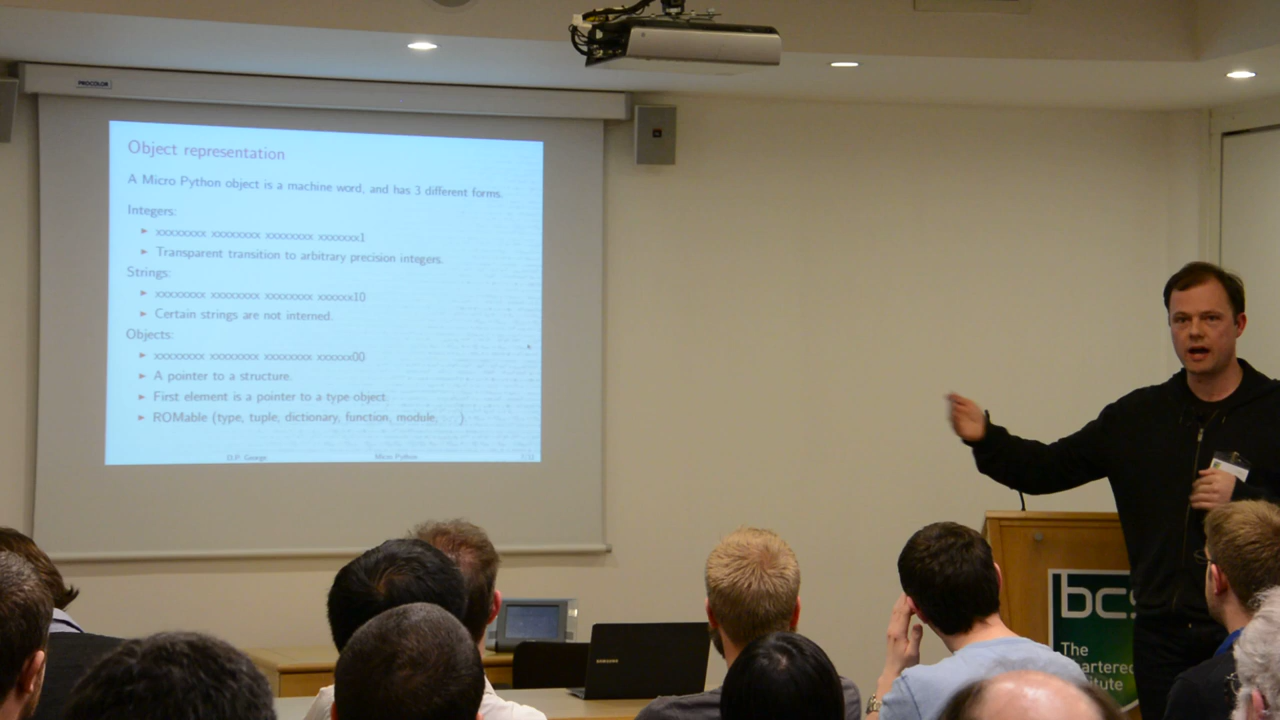 PROCOLOR
Object representation
A Micro Python object is a machine word, and has 3 different forms.
Integers:
► xxxxxxxx xxxxxxxx xxxxxxxx xxxxxxx1
► Transparent transition to arbitrary precision integers.
Strings:
► xxxxxxxx xxxxxxxx xxxxxxxx xxxxxx10
► Certain strings are not interned.
Objects:
► xxxxxxxx xxxxxxxx xxxxxxxx xxxxxx00
► A pointer to a structure.
► First element is a pointer to a type object
► ROMable (type, tuple, dictionary, function, module, ...)
D.P. George Micro Python
SAMSUNG
bcs
The
artered
itute